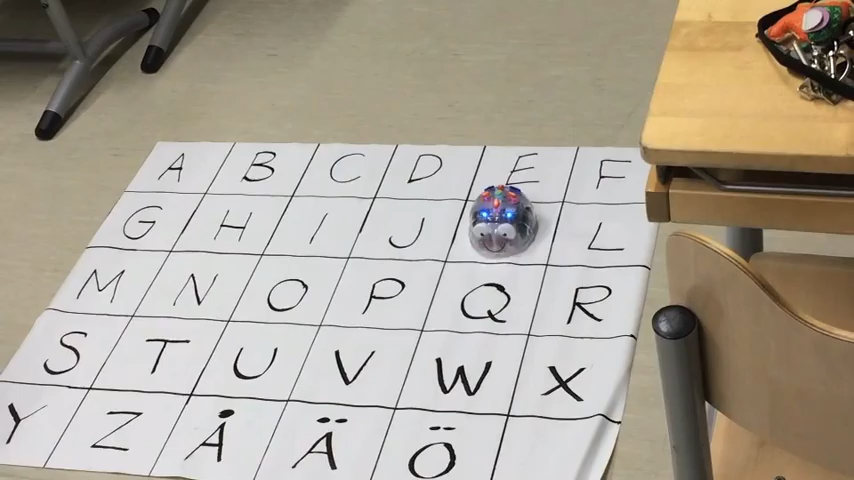 A B C D E F
G H I J L
M N O P Q R
S T U V W X
Y Z Å Ä Ö